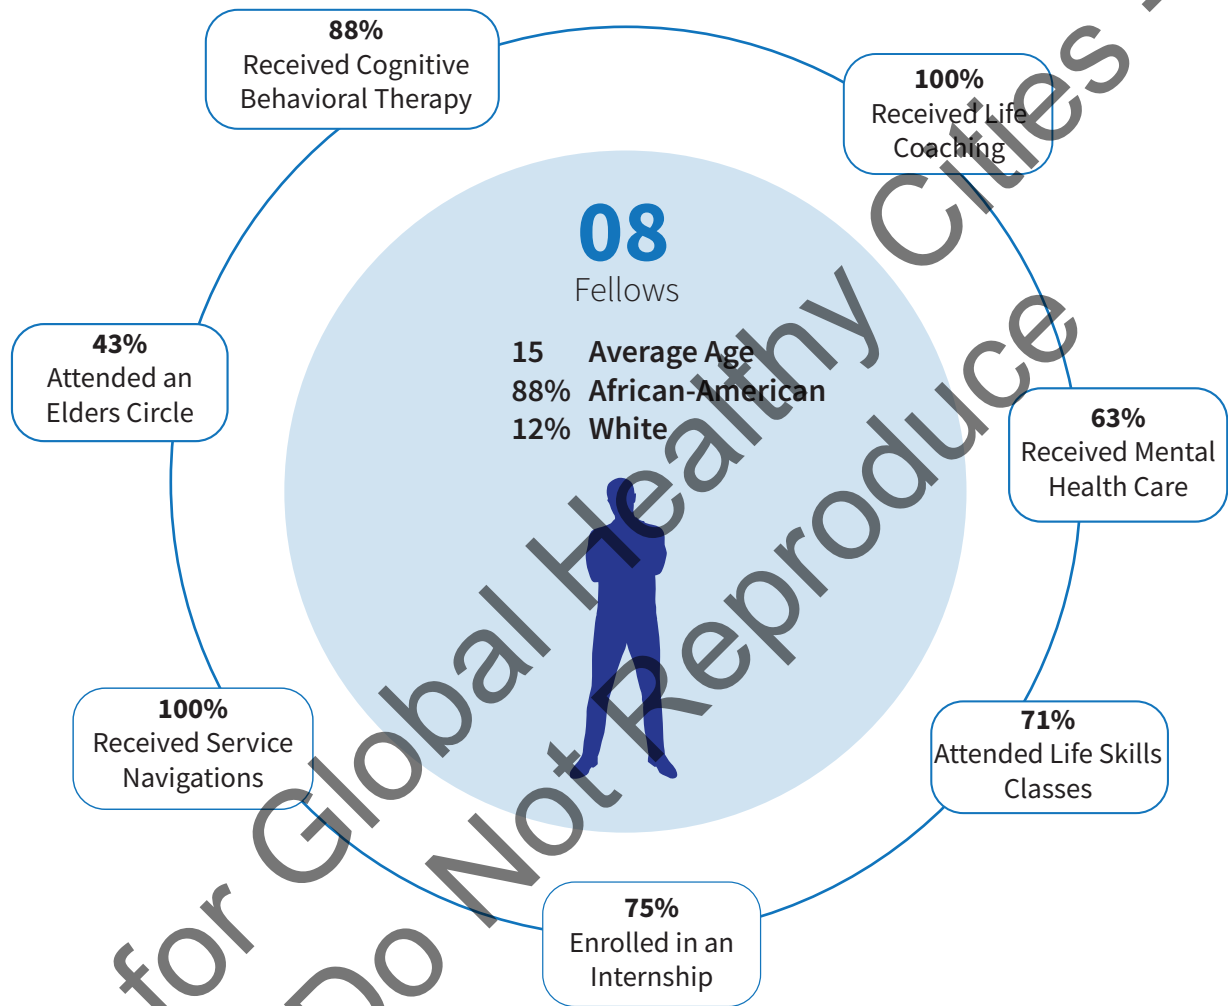 88%
Received Cognitive
Behavioral Therapy
100%
Received Life
Coaching
08
Fellows
15 Average Age
88% African-American
12% White
43%
Attended an
Elders Circle
63%
Received Mental
Health Care
100%
Received Service
Navigations
71%
Attended Life Skills
Classes
75%
Enrolled in an
Internship
for Global Healthy Cities
Do Not Reproduce